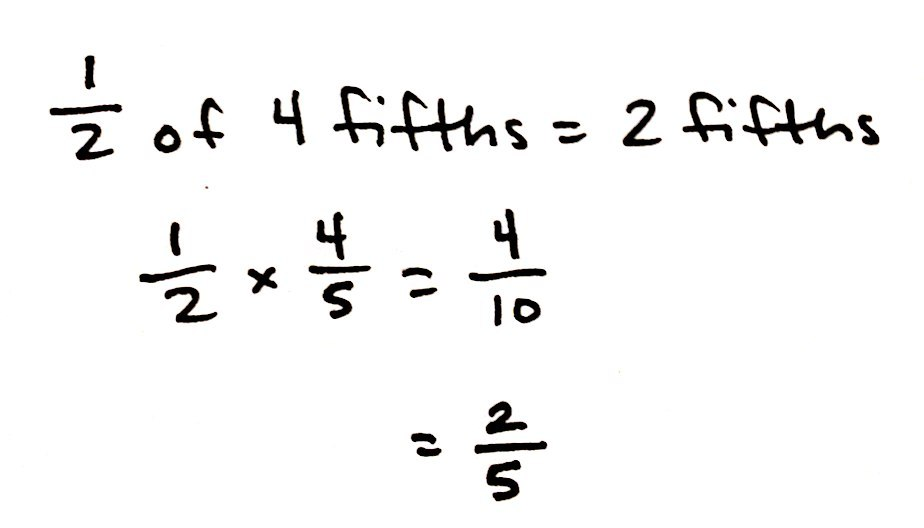 1/2 of 4 fifths = 2 fifths
1/2 × 4/5 = 4/10
= 2/5